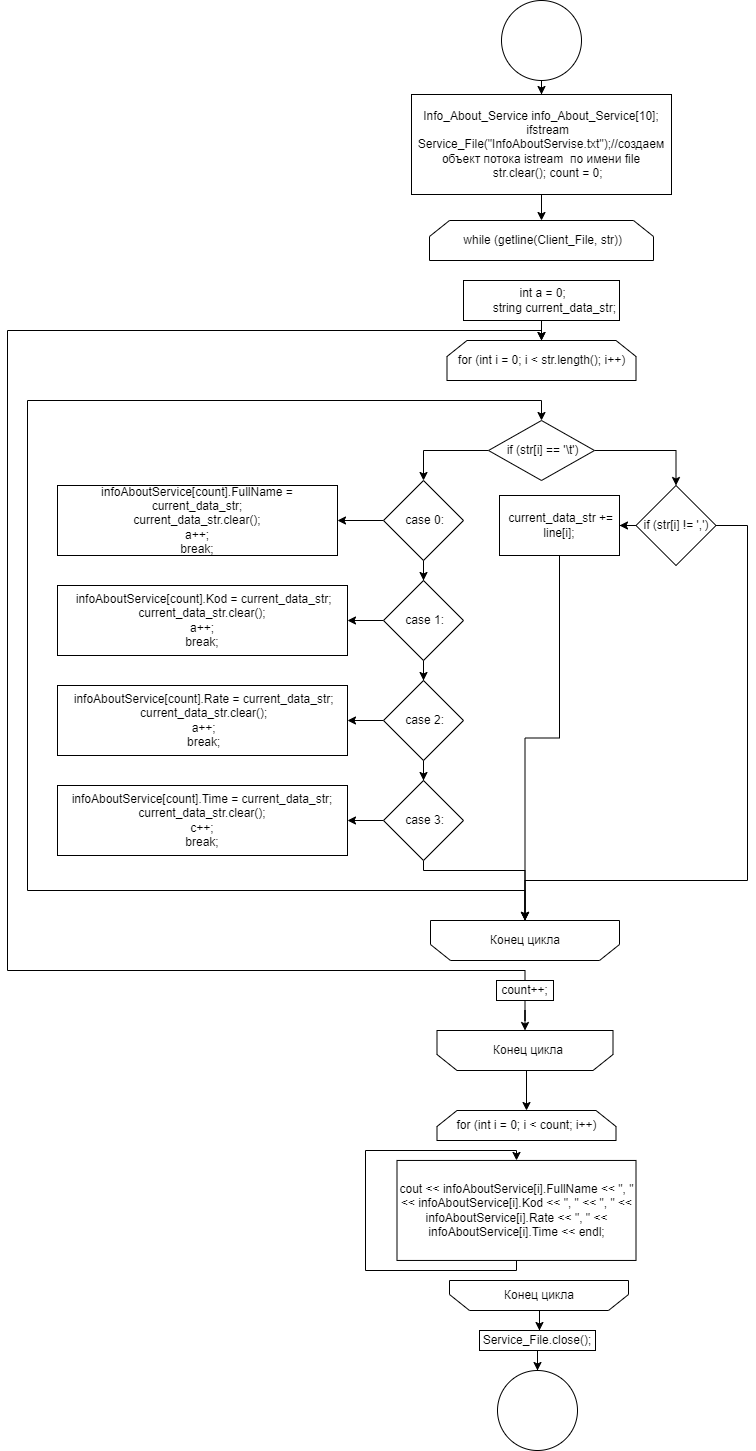 Info_About_Service info_About_Service[10];
ifstream
Service_File("InfoAboutServise.txt");//создаем
объект потока istream по имени file
str.clear(); count = 0;
while (getline(Client_File, str))
int a = 0;
string current_data_str;
for (int i = 0; i < str.length(); i++)
if (str[i] == '\t')
infoAboutService[count].FullName =
current_data_str;
current_data_str.clear();
a++;
break;
case 0:
current_data_str +=
line[i];
if (str[i] != ',')
infoAboutService[count].Kod = current_data_str;
current_data_str.clear();
a++;
break;
case 1:
infoAboutService[count].Rate = current_data_str;
current_data_str.clear();
a++;
break;
case 2:
infoAboutService[count].Time = current_data_str;
current_data_str.clear();
c++;
break;
case 3:
Конец цикла
count++;
Конец цикла
for (int i = 0; i < count; i++)
cout << infoAboutService[i].FullName << ", "
<< infoAboutService[i].Kod << ", " << ", " <<
infoAboutService[i].Rate << ", " <<
infoAboutService[i].Time << endl;
Конец цикла
Service_File.close();